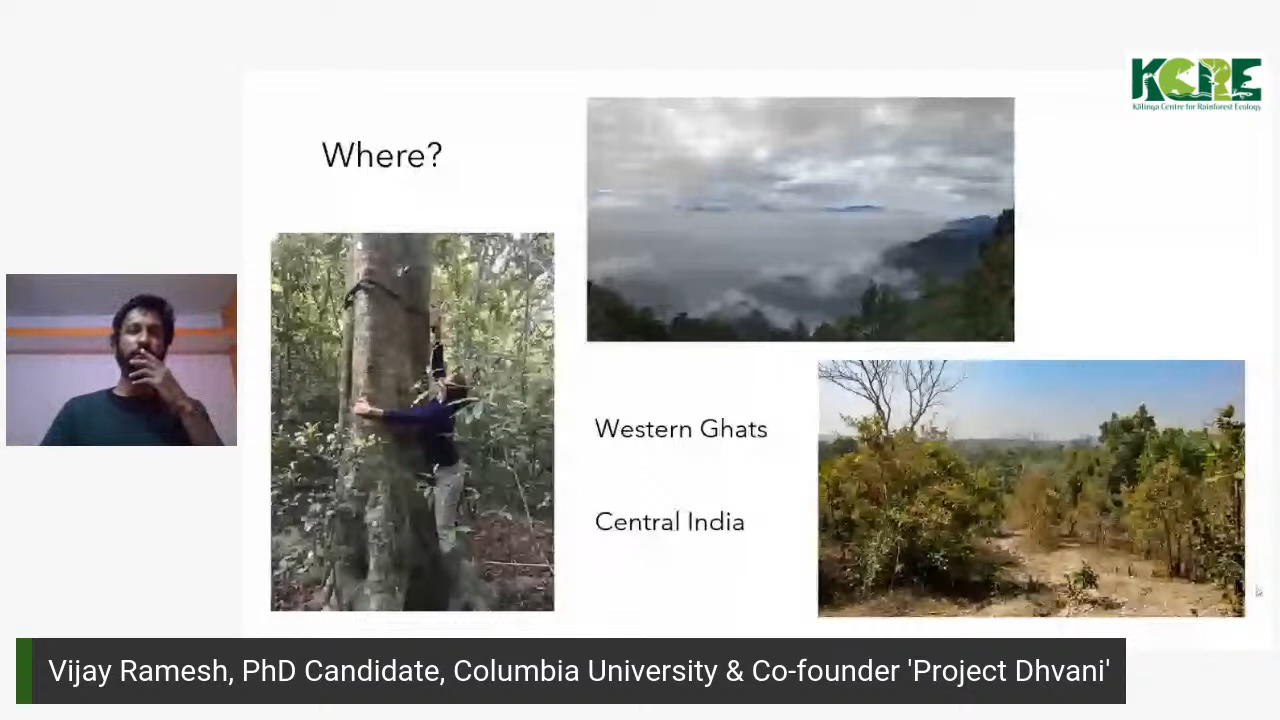 KCRE
Kalinga Centre for Rainforest Ecology
Where?
Western Ghats
Central India
Vijay Ramesh, PhD Candidate, Columbia University & Co-founder 'Project Dhvani'